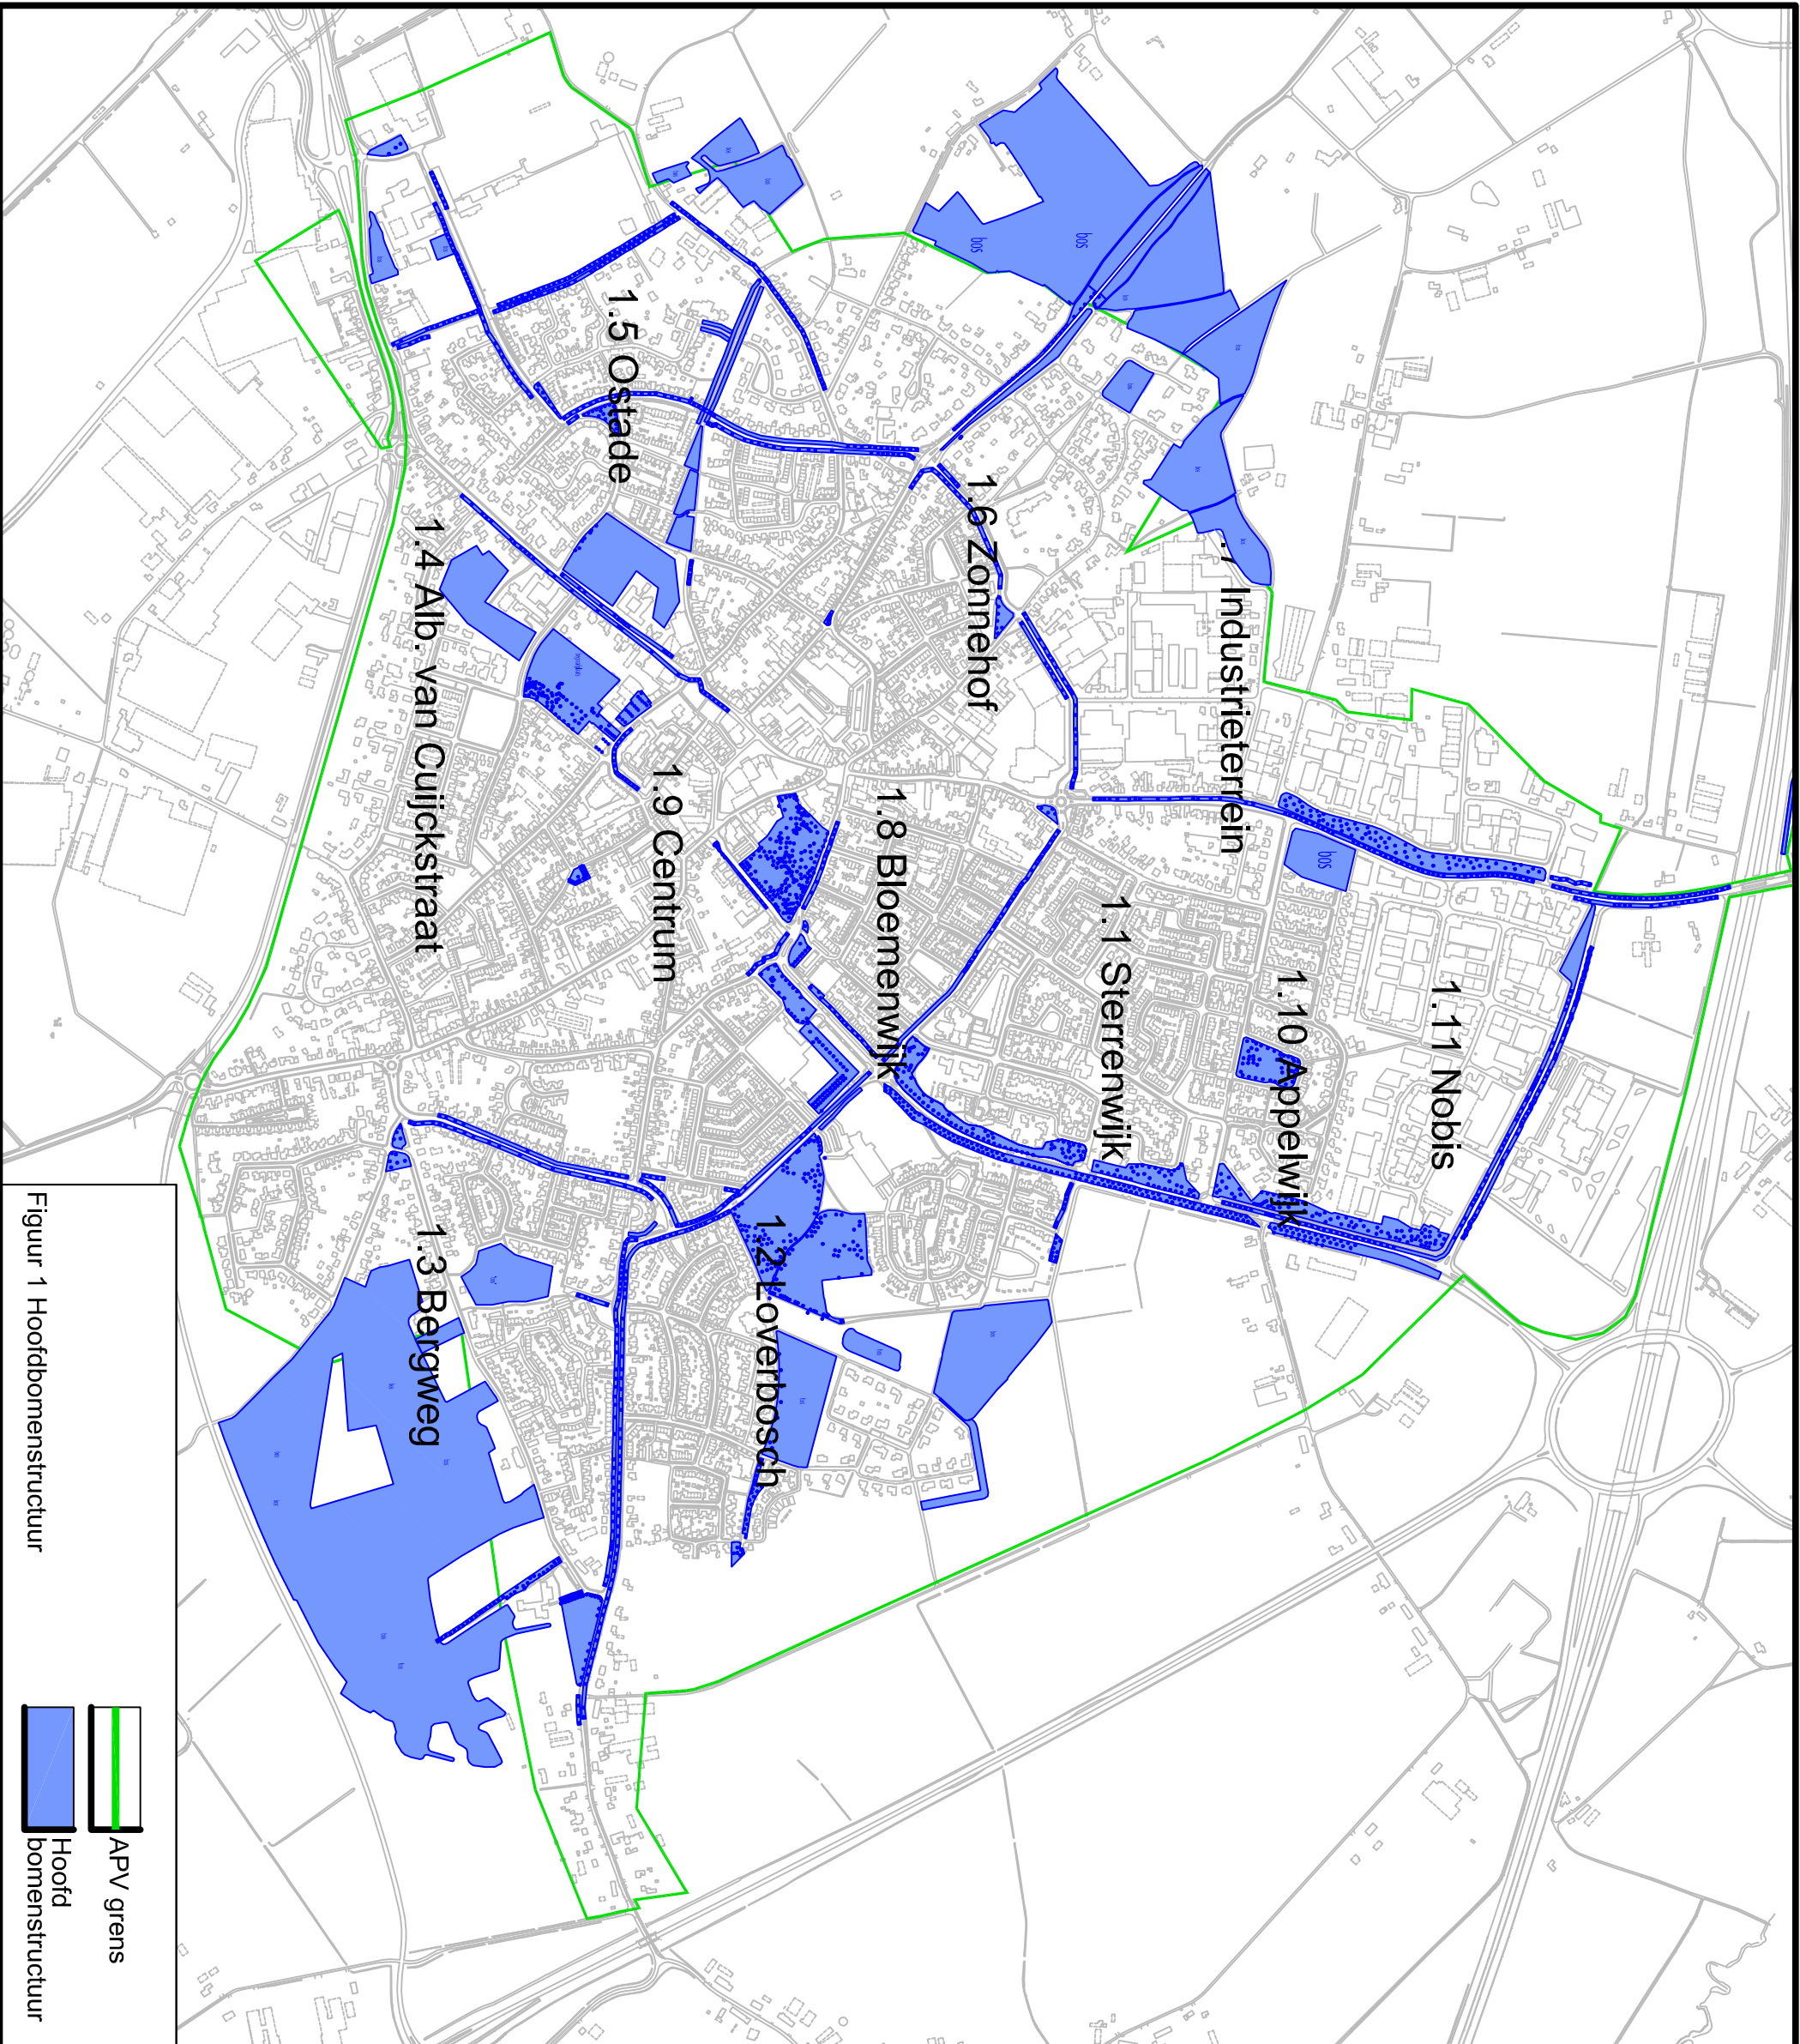 1.11 Nobis
1.10 Appelwijk
.7 Industrieterrein
1.1 Sterrenwijk
1.6 Zonnehof
1.8 Bloemenwijk
1.2 Loverbosch
1.9 Centrum
1.5 Ostade
1.4 Alb. van Cuijckstraat
1.3 Bergweg
bos
bos
bos
APV grens
Hoofd
bomenstructuur
Figuur 1 Hoofdbomenstructuur